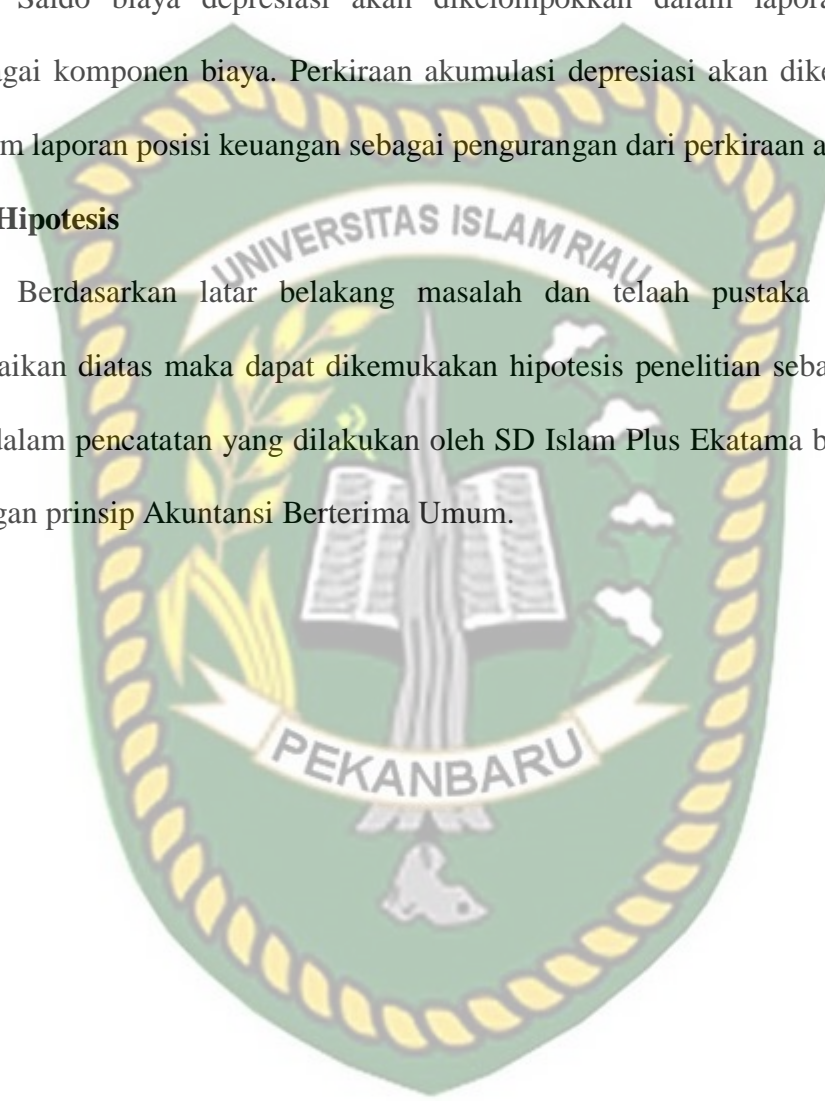 Saldo biaya depresiasi akan dikelompokkan dalam lapora
agai komponen biaya. Perkiraan akumulasi depresiasi akan dike
m laporan posisi keuangan sebagai pengurangan dari perkiraan a
Hipotesis
UNIVERSITAS ISLAM RIAU
Berdasarkan latar belakang masalah dan telaah pustaka
aikan diatas maka dapat dikemukakan hipotesis penelitian seba
dalam pencatatan yang dilakukan oleh SD Islam Plus Ekatama b
gan prinsip Akuntansi Berterima Umum.
PEKANBARU